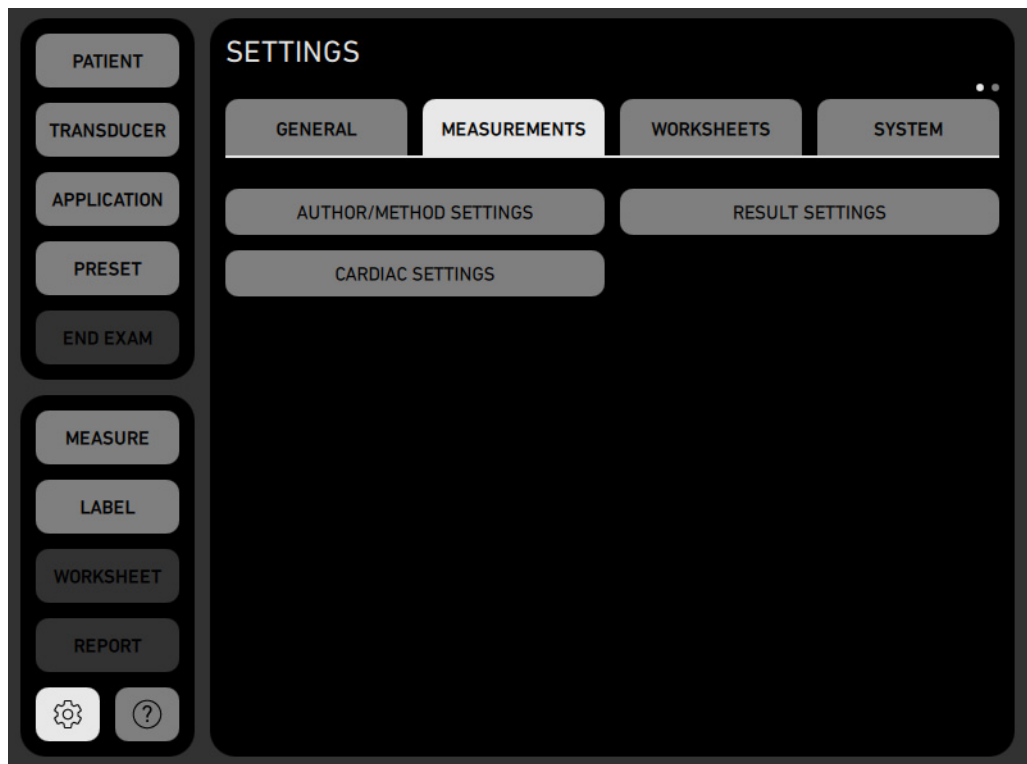 PATIENT
TRANSDUCER
APPLICATION
PRESET
END EXAM
MEASURE
LABEL
WORKSHEET
REPORT
?
SETTINGS
GENERAL MEASUREMENTS WORKSHEETS SYSTEM
AUTHOR/METHOD SETTINGS RESULT SETTINGS
CARDIAC SETTINGS